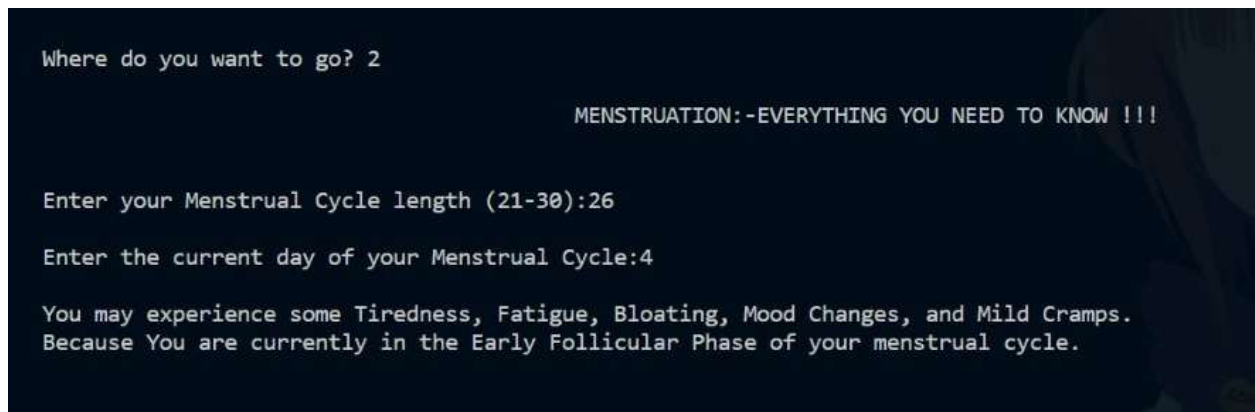 Where do you want to go? 2
MENSTRUATION:-EVERYTHING YOU NEED TO KNOW !!!
Enter your Menstrual Cycle length (21-30):26
Enter the current day of your Menstrual Cycle:4
You may experience some Tiredness, Fatigue, Bloating, Mood Changes, and Mild Cramps.
Because You are currently in the Early Follicular Phase of your menstrual cycle.